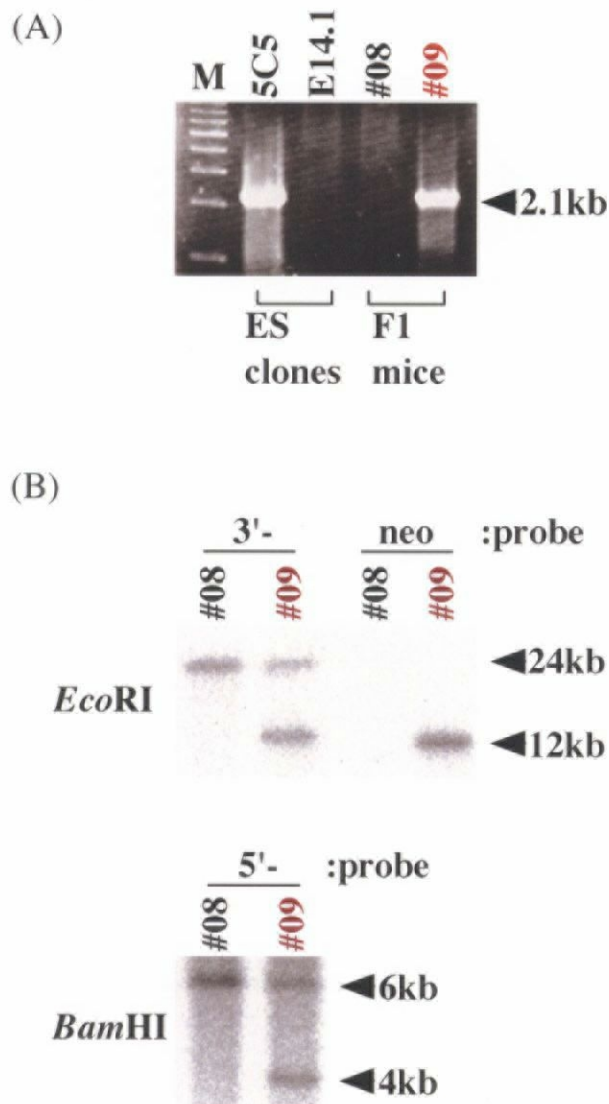 (A)
M 5C5 E14.1 #08 #09
2.1kb
ES clones F1 mice
(B)
3'- neo :probe
#08 #09 #08 #09
24kb
EcoRI
12kb
5'- :probe
#08 #09
6kb
BamHI
4kb